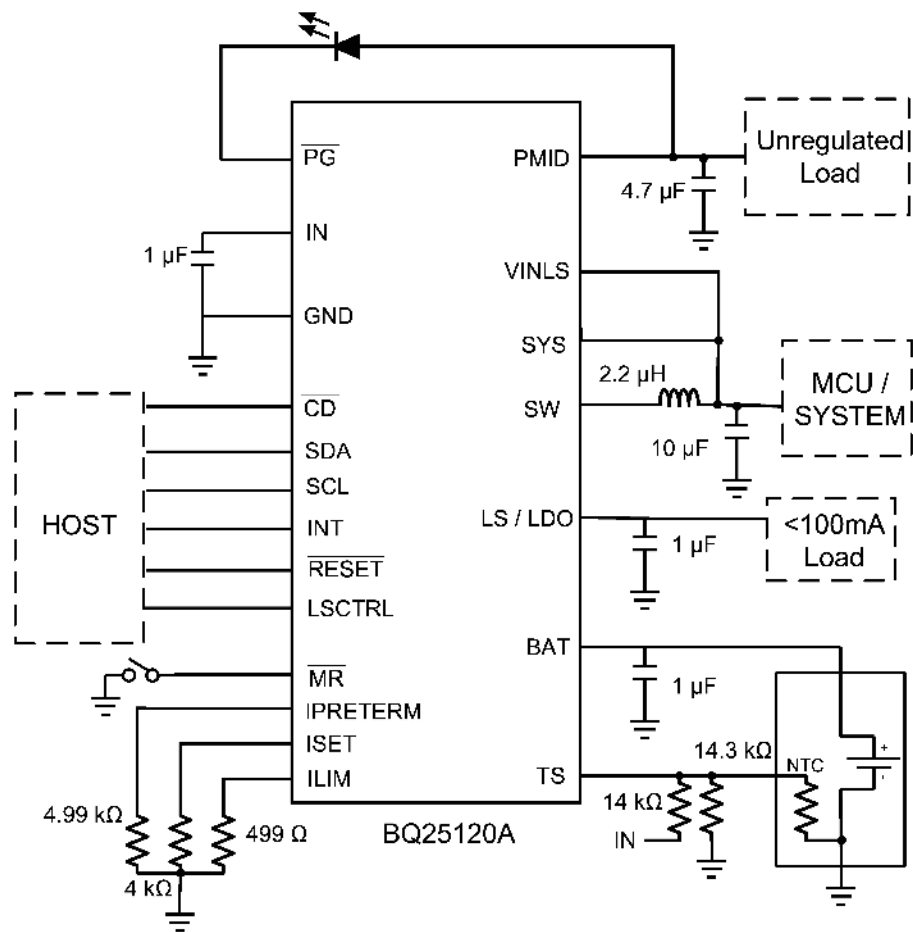 PG
PMID
Unregulated
Load
4.7 µF
IN
1 µF
GND
VINLS
SYS
2.2 µH
SW
MCU /
SYSTEM
10 µF
HOST
CD
SDA
SCL
INT
RESET
LSCTRL
LS / LDO
<100mA
Load
1 µF
MR
IPRETERM
ISET
ILIM
BAT
1 µF
TS
14.3 kΩ
NTC
+
-
14 kΩ
IN
4.99 kΩ
499 Ω
4 kΩ
BQ25120A